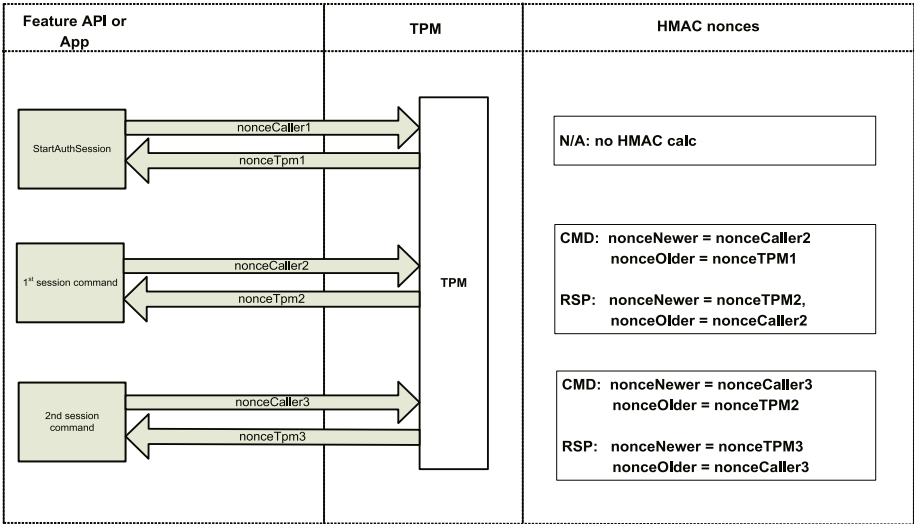 Feature API or
App
TPM
HMAC nonces
StartAuthSession
nonceCaller1
nonceTpm1
N/A: no HMAC calc
1st session command
nonceCaller2
nonceTpm2
TPM
CMD: nonceNewer = nonceCaller2
nonceOlder = nonceTPM1
RSP: nonceNewer = nonceTPM2,
nonceOlder = nonceCaller2
2nd session
command
nonceCaller3
nonceTpm3
CMD: nonceNewer = nonceCaller3
nonceOlder = nonceTPM2
RSP: nonceNewer = nonceTPM3
nonceOlder = nonceCaller3